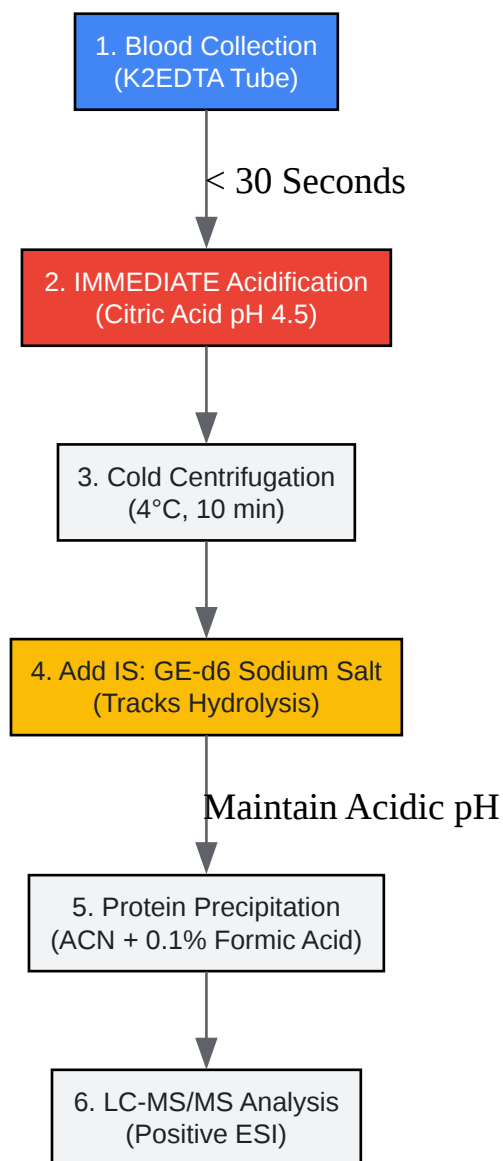 1. Blood Collection
(K2EDTA Tube)
< 30 Seconds
2. IMMEDIATE Acidification
(Citric Acid pH 4.5)
3. Cold Centrifugation
(4°C, 10 min)
4. Add IS: GE-d6 Sodium Salt
(Tracks Hydrolysis)
Maintain Acidic pH
5. Protein Precipitation
(ACN + 0.1% Formic Acid)
6. LC-MS/MS Analysis
(Positive ESI)